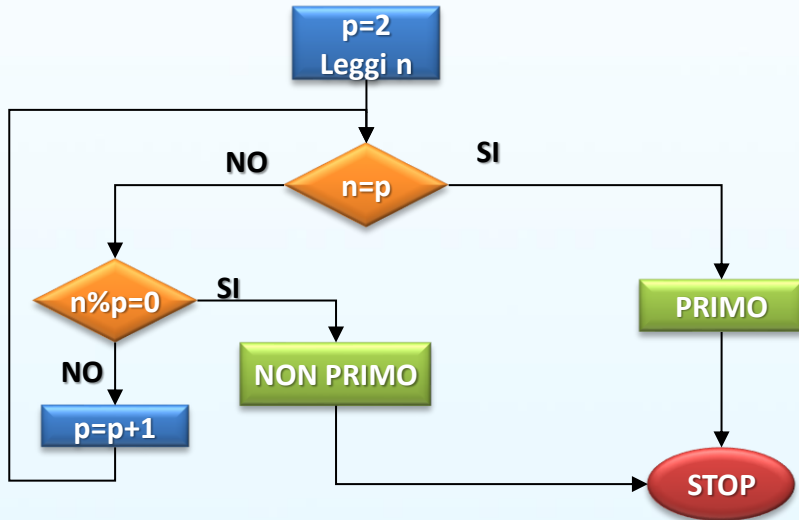 p=2
Leggi n
NO
SI
n=p
n%p=0
SI
PRIMO
NON PRIMO
NO
p=p+1
STOP